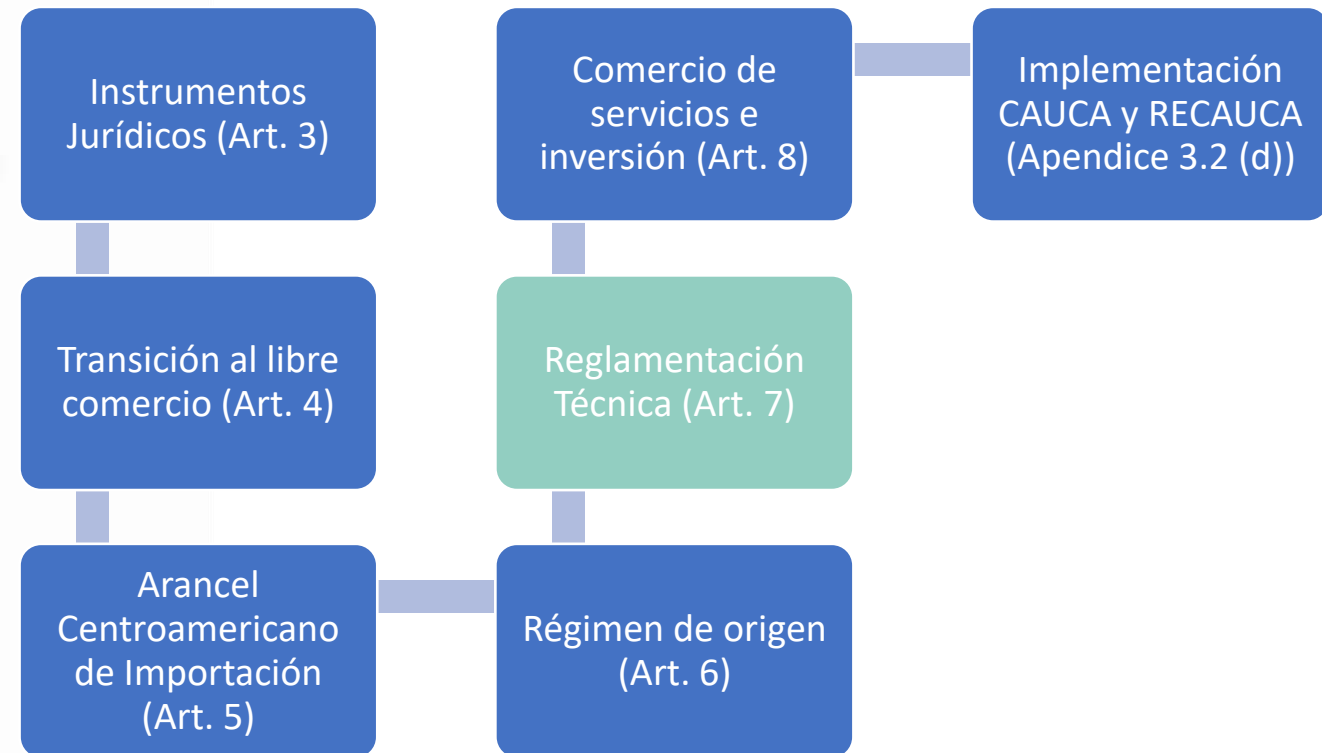 Instrumentos
Jurídicos (Art. 3)
Transición al libre
comercio (Art. 4)
Arancel
Centroamericano
de Importación
(Art. 5)
Régimen de origen
(Art. 6)
Reglamentación
Técnica (Art. 7)
Comercio de
servicios e
inversión (Art. 8)
Implementación
CAUCA y RECAUCA
(Apendice 3.2 (d))